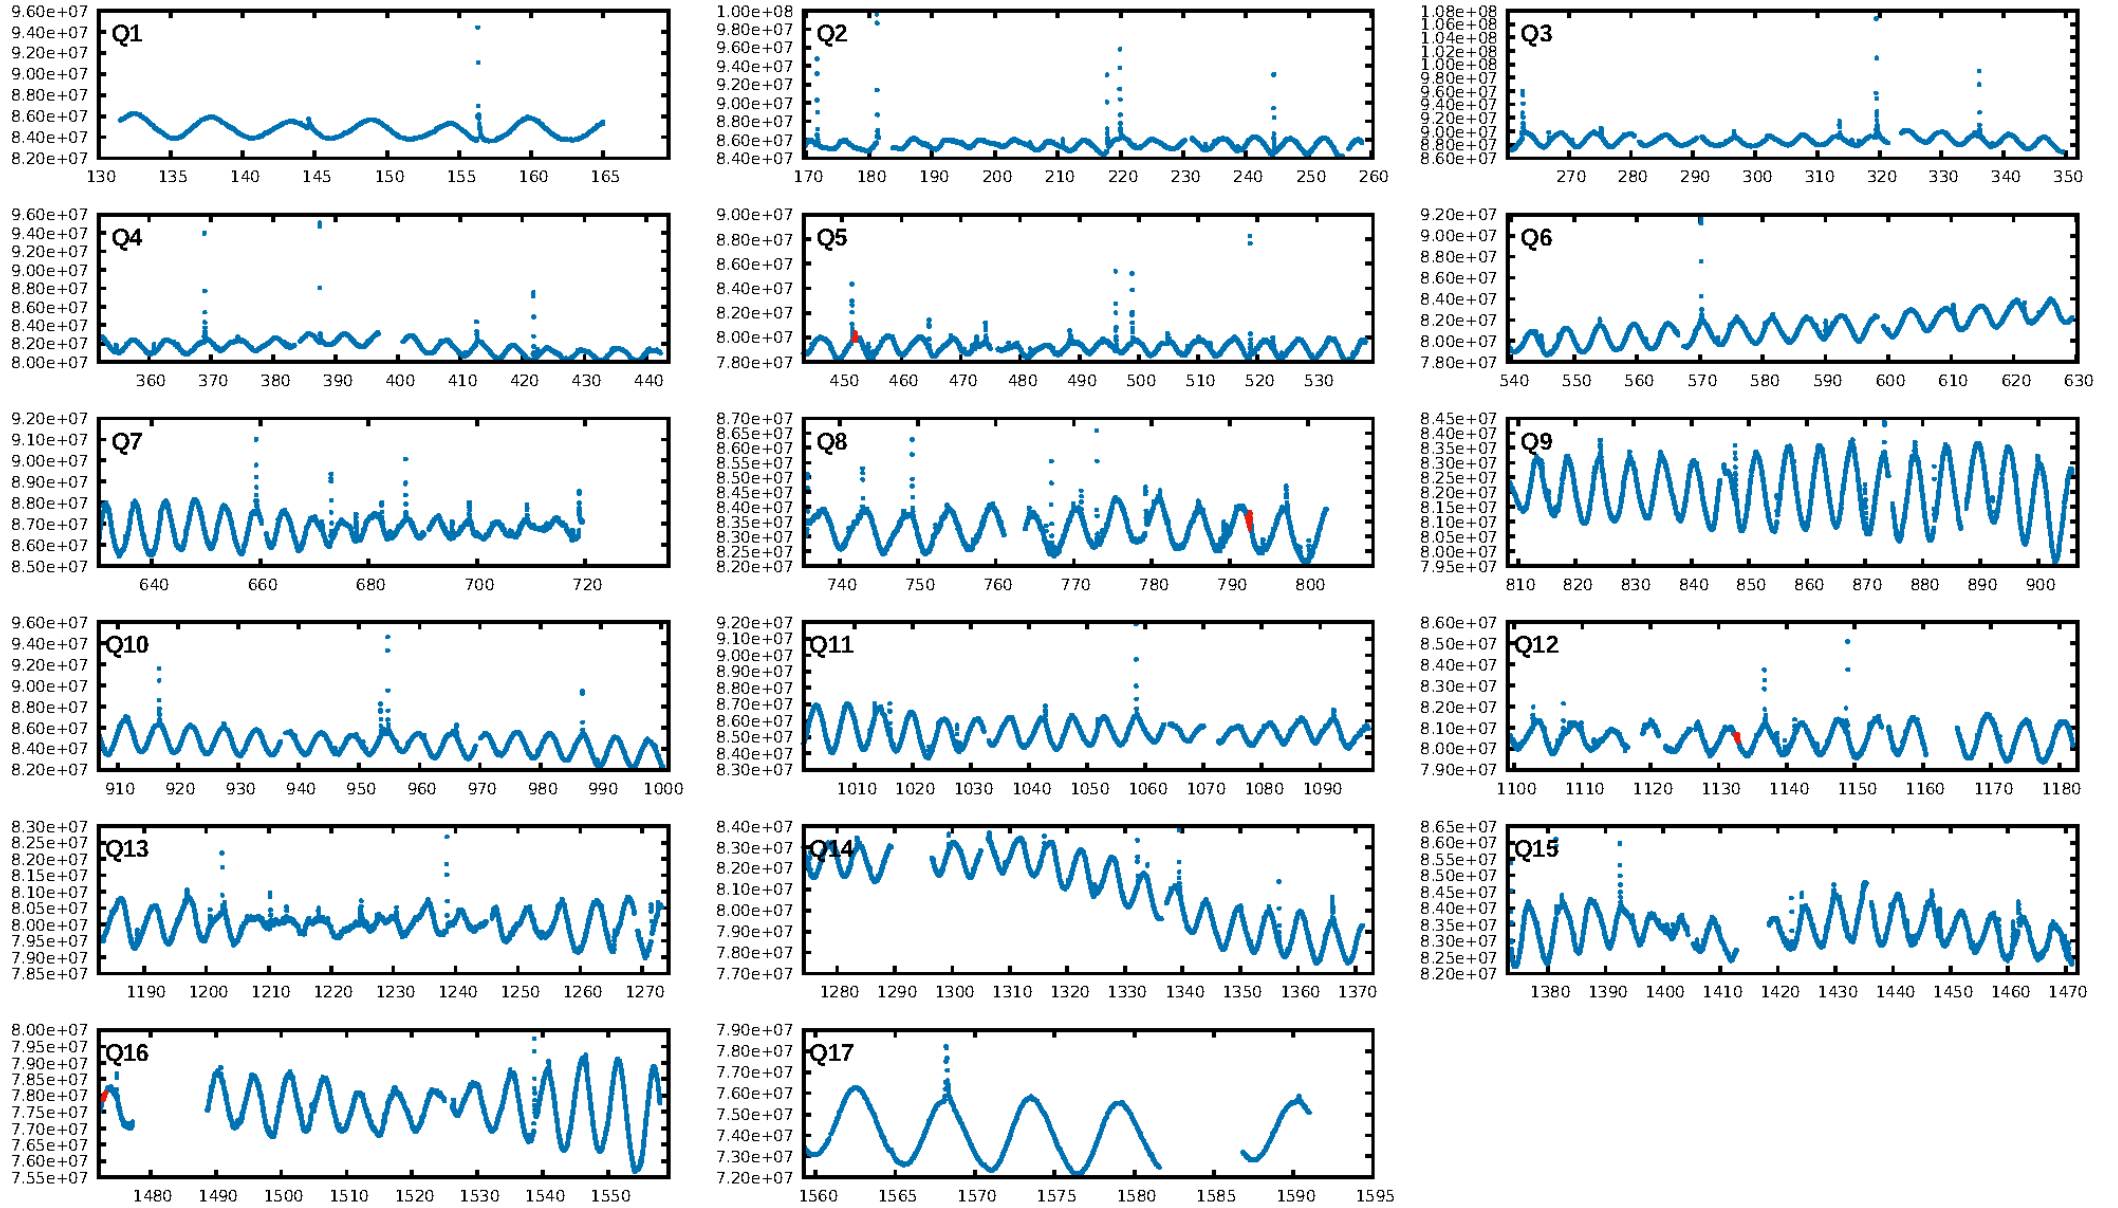 9.60e+07
9.40e+07
9.20e+07
9.00e+07
8.80e+07
8.60e+07
8.40e+07
8.20e+07
Q1
130 135 140 145 150 155 160 165
1.00e+08
9.80e+07
9.60e+07
9.40e+07
9.20e+07
9.00e+07
8.80e+07
8.60e+07
8.40e+07
Q2
170 180 190 200 210 220 230 240 250 260
1.08e+08
1.06e+08
1.04e+08
1.02e+08
1.00e+08
9.80e+07
9.60e+07
9.40e+07
9.20e+07
9.00e+07
8.80e+07
8.60e+07
Q3
270 280 290 300 310 320 330 340 350
9.60e+07
9.40e+07
9.20e+07
9.00e+07
8.80e+07
8.60e+07
8.40e+07
8.20e+07
8.00e+07
Q4
360 370 380 390 400 410 420 430 440
9.00e+07
8.80e+07
8.60e+07
8.40e+07
8.20e+07
8.00e+07
7.80e+07
Q5
450 460 470 480 490 500 510 520 530
9.20e+07
9.00e+07
8.80e+07
8.60e+07
8.40e+07
8.20e+07
8.00e+07
7.80e+07
Q6
540 550 560 570 580 590 600 610 620 630
9.20e+07
9.10e+07
9.00e+07
8.90e+07
8.80e+07
8.70e+07
8.60e+07
8.50e+07
Q7
640 660 680 700 720
8.70e+07
8.65e+07
8.60e+07
8.55e+07
8.50e+07
8.45e+07
8.40e+07
8.35e+07
8.30e+07
8.25e+07
8.20e+07
Q8
740 750 760 770 780 790 800
8.45e+07
8.40e+07
8.35e+07
8.30e+07
8.25e+07
8.20e+07
8.15e+07
8.10e+07
8.05e+07
8.00e+07
7.95e+07
Q9
810 820 830 840 850 860 870 880 890 900
9.60e+07
9.40e+07
9.20e+07
9.00e+07
8.80e+07
8.60e+07
8.40e+07
8.20e+07
Q10
910 920 930 940 950 960 970 980 990 1000
9.20e+07
9.10e+07
9.00e+07
8.90e+07
8.80e+07
8.70e+07
8.60e+07
8.50e+07
8.40e+07
8.30e+07
Q11
1010 1020 1030 1040 1050 1060 1070 1080 1090
8.60e+07
8.50e+07
8.40e+07
8.30e+07
8.20e+07
8.10e+07
8.00e+07
7.90e+07
Q12
1100 1110 1120 1130 1140 1150 1160 1170 1180
8.30e+07
8.25e+07
8.20e+07
8.15e+07
8.10e+07
8.05e+07
8.00e+07
7.95e+07
7.90e+07
7.85e+07
Q13
1190 1200 1210 1220 1230 1240 1250 1260 1270
8.40e+07
8.30e+07
8.20e+07
8.10e+07
8.00e+07
7.90e+07
7.80e+07
7.70e+07
Q14
1280 1290 1300 1310 1320 1330 1340 1350 1360 1370
8.65e+07
8.60e+07
8.55e+07
8.50e+07
8.45e+07
8.40e+07
8.35e+07
8.30e+07
8.25e+07
8.20e+07
Q15
1380 1390 1400 1410 1420 1430 1440 1450 1460 1470
8.00e+07
7.95e+07
7.90e+07
7.85e+07
7.80e+07
7.75e+07
7.70e+07
7.65e+07
7.60e+07
7.55e+07
Q16
1480 1490 1500 1510 1520 1530 1540 1550
7.90e+07
7.80e+07
7.70e+07
7.60e+07
7.50e+07
7.40e+07
7.30e+07
7.20e+07
Q17
1560 1565 1570 1575 1580 1585 1590 1595